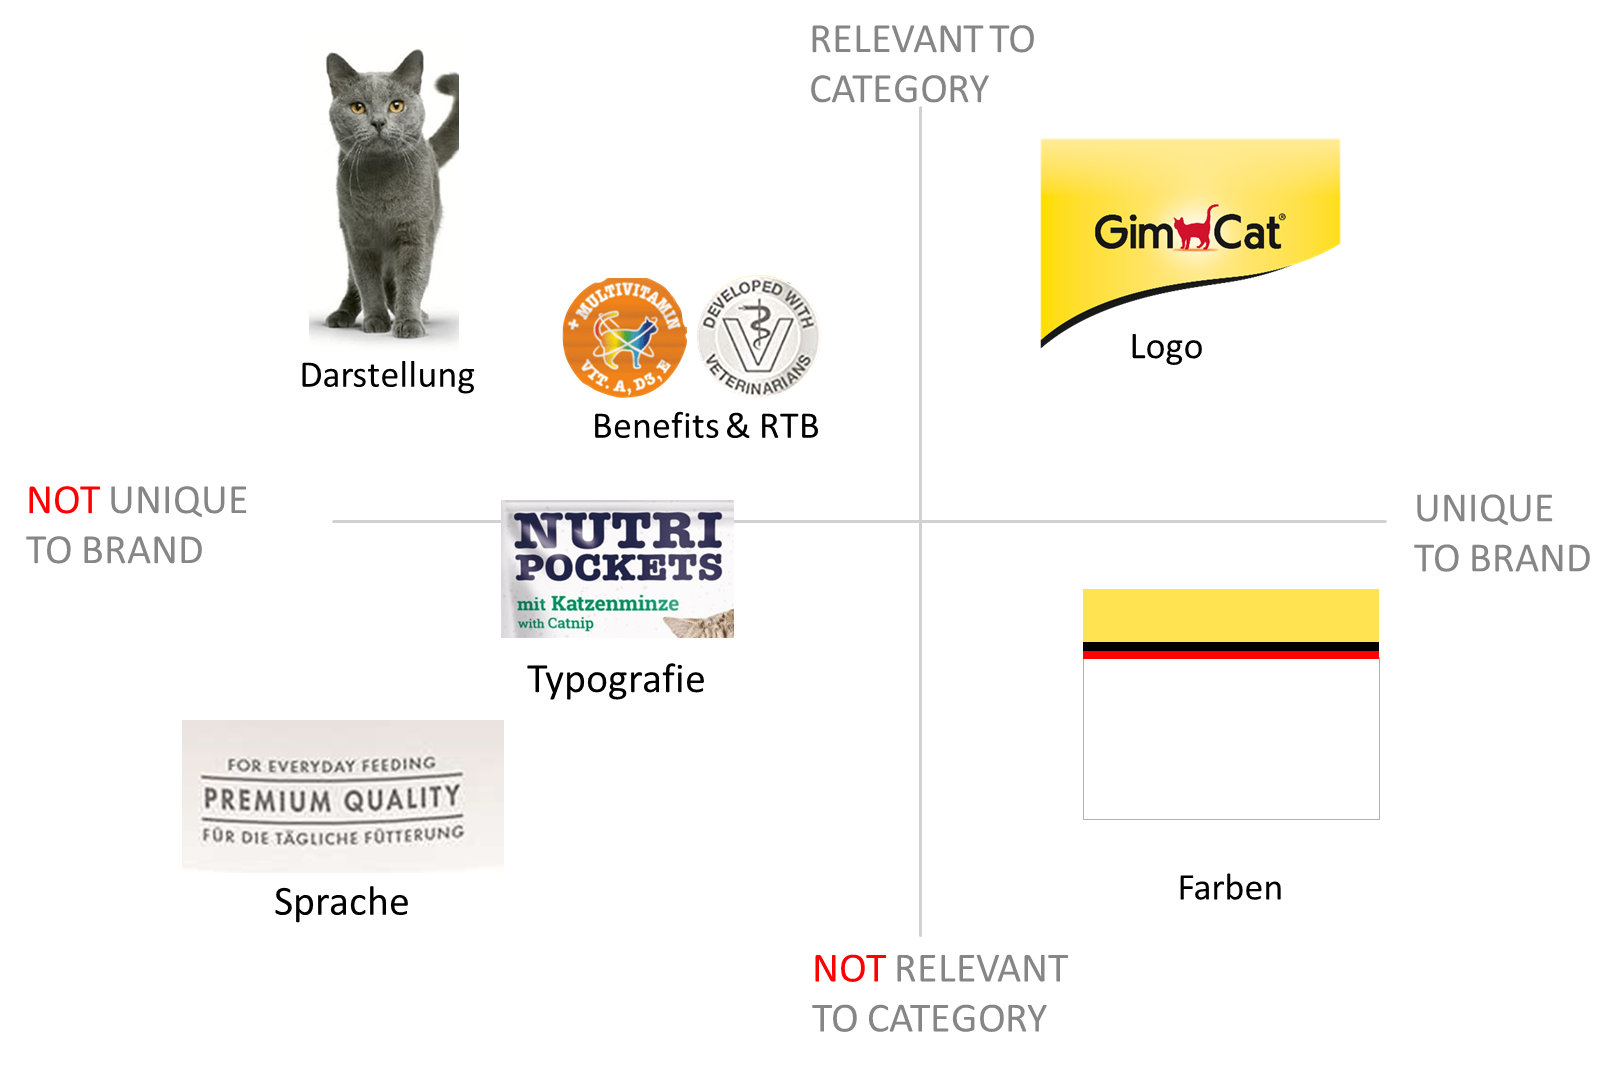 RELEVANT TO
CATEGORY
GimCat®
Logo
Darstellung
+ MULTIVITAMIN
VIT. A, D3, E
DEVELOPED WITH
VETERINARIANS
V
Benefits & RTB
NOT UNIQUE
TO BRAND
UNIQUE
TO BRAND
NUTRI
POCKETS
mit Katzenminze
with Catnip
Typografie
FOR EVERYDAY FEEDING
PREMIUM QUALITY
FÜR DIE TÄGLICHE FÜTTERUNG
Sprache
Farben
NOT RELEVANT
TO CATEGORY